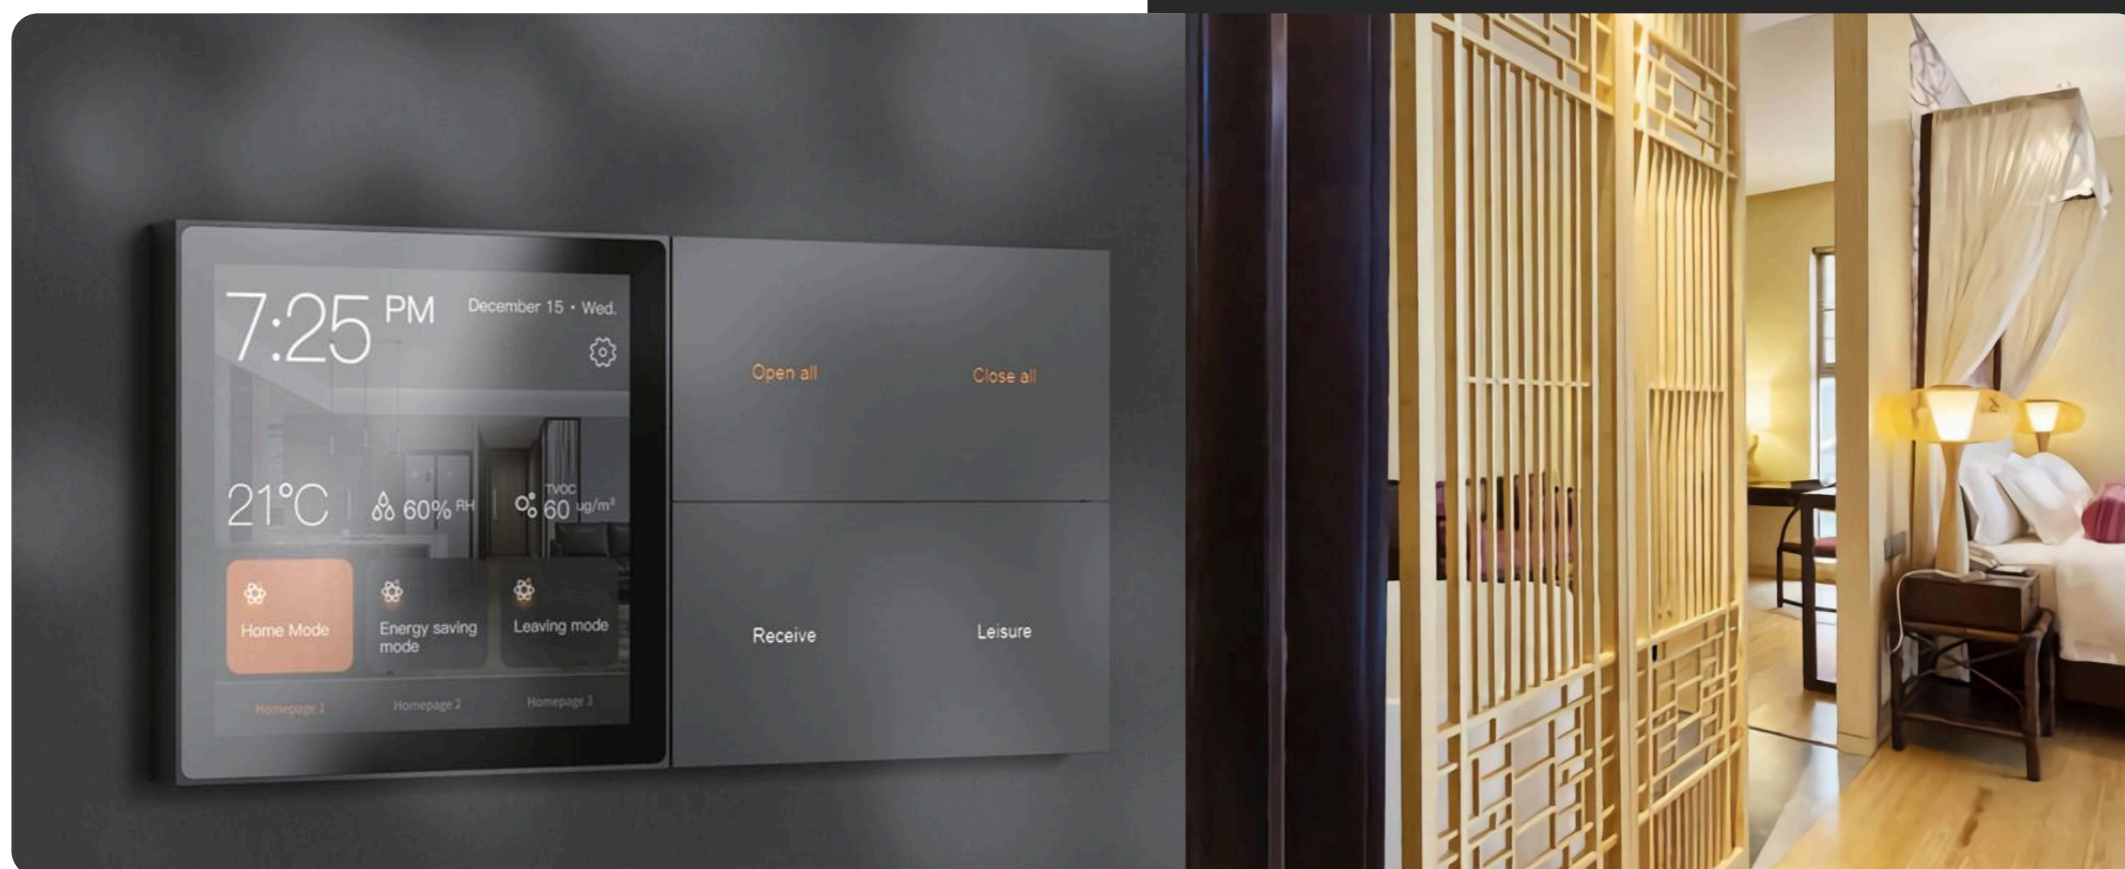 7:25 PM
December 15 · Wed.
21°C
60% RH
TVOC
60 ug/m³
Home Mode
Energy saving
mode
Leaving mode
Homepage 1
Homepage 2
Homepage 3
Open all
Close all
Receive
Leisure